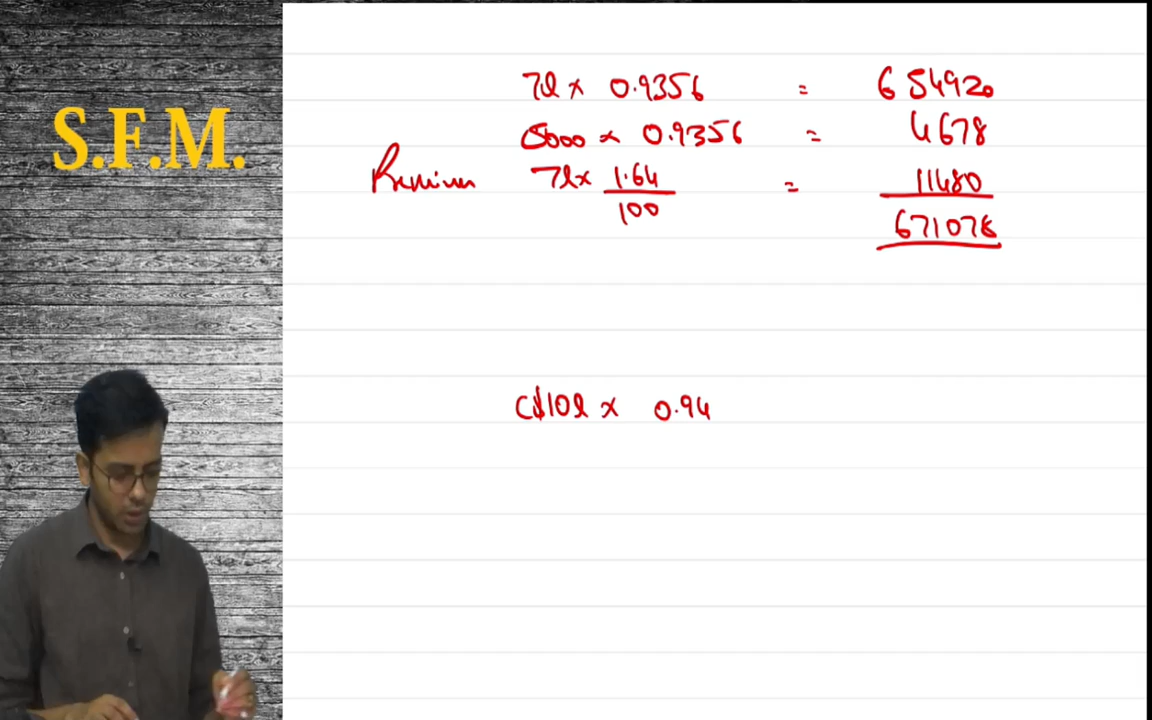 S.F.M.
7l × 0.9356 = 654920
5000 × 0.9356 = 4678
Premium 7l × 1.64 = 11480
100
671078
C$10l × 0.94